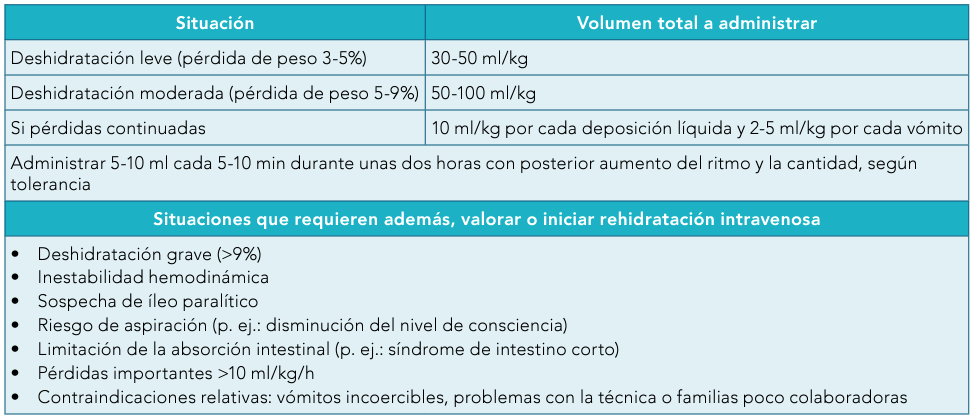 Situación Volumen total a administrar
Deshidratación leve (pérdida de peso 3-5%) 30-50 ml/kg
Deshidratación moderada (pérdida de peso 5-9%) 50-100 ml/kg
Si pérdidas continuadas 10 ml/kg por cada deposición líquida y 2-5 ml/kg por cada vómito
Administrar 5-10 ml cada 5-10 min durante unas dos horas con posterior aumento del ritmo y la cantidad, según
tolerancia
Situaciones que requieren además, valorar o iniciar rehidratación intravenosa
• Deshidratación grave (>9%)
• Inestabilidad hemodinámica
• Sospecha de íleo paralítico
• Riesgo de aspiración (p. ej.: disminución del nivel de consciencia)
• Limitación de la absorción intestinal (p. ej.: síndrome de intestino corto)
• Pérdidas importantes >10 ml/kg/h
• Contraindicaciones relativas: vómitos incoercibles, problemas con la técnica o familias poco colaboradoras